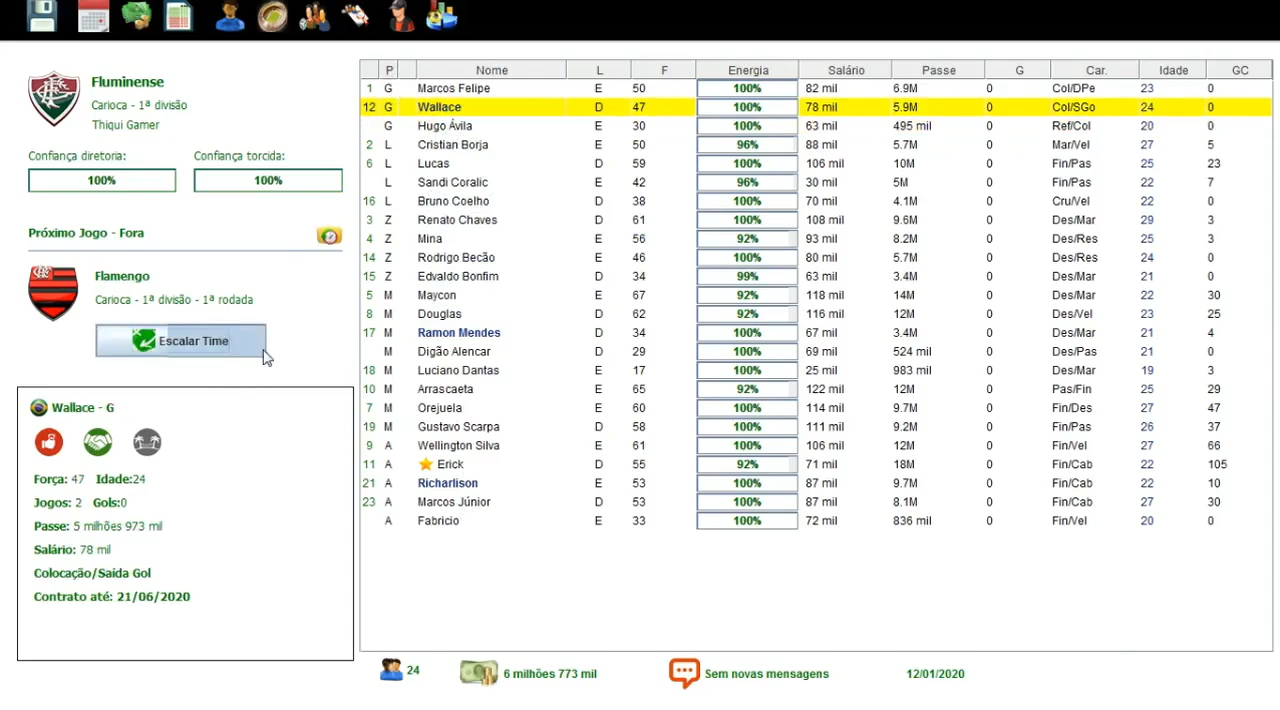 Fluminense
Carioca - 1ª divisão
Thiqui Gamer
Confiança diretoria: Confiança torcida:
100% 100%
Próximo Jogo - Fora
Flamengo
Carioca - 1ª divisão - 1ª rodada
Escalar Time
Wallace - G
Força: 47 Idade:24
Jogos: 2 Gols:0
Passe: 5 milhões 973 mil
Salário: 78 mil
Colocação/Saída Gol
Contrato até: 21/06/2020
P Nome L F Energia Salário Passe G Car. Idade GC
1 G Marcos Felipe E 50 100% 82 mil 6.9M 0 Col/DPe 23 0
12 G Wallace D 47 100% 78 mil 5.9M 0 Col/SGo 24 0
G Hugo Ávila E 30 100% 63 mil 495 mil 0 Ref/Col 20 0
2 L Cristian Borja E 50 96% 88 mil 5.7M 0 Mar/Vel 27 5
6 L Lucas D 59 100% 106 mil 10M 0 Fin/Pas 25 23
L Sandi Coralic E 42 96% 30 mil 5M 0 Fin/Pas 22 7
16 L Bruno Coelho D 38 100% 70 mil 4.1M 0 Cru/Vel 22 0
3 Z Renato Chaves D 61 100% 108 mil 9.6M 0 Des/Mar 29 3
4 Z Mina E 56 92% 93 mil 8.2M 0 Des/Res 25 3
14 Z Rodrigo Becão E 46 100% 80 mil 5.7M 0 Des/Res 24 0
15 Z Edvaldo Bonfim D 34 99% 63 mil 3.4M 0 Des/Mar 21 0
5 M Maycon E 67 92% 118 mil 14M 0 Des/Mar 22 30
8 M Douglas D 62 92% 116 mil 12M 0 Des/Vel 23 25
17 M Ramon Mendes D 34 100% 67 mil 3.4M 0 Des/Mar 21 4
M Digão Alencar D 29 100% 69 mil 524 mil 0 Des/Pas 21 0
18 M Luciano Dantas E 17 100% 25 mil 983 mil 0 Des/Mar 19 3
10 M Arrascaeta E 65 92% 122 mil 12M 0 Pas/Fin 25 29
7 M Orejuela E 60 100% 114 mil 9.7M 0 Fin/Des 27 47
19 M Gustavo Scarpa D 58 100% 111 mil 9.2M 0 Fin/Pas 26 37
9 A Wellington Silva E 61 100% 106 mil 12M 0 Fin/Vel 27 66
11 A Erick D 55 92% 71 mil 18M 0 Fin/Cab 22 105
21 A Richarlison E 53 100% 87 mil 9.7M 0 Fin/Cab 22 10
23 A Marcos Júnior D 53 100% 87 mil 8.1M 0 Fin/Cab 27 30
A Fabricio E 33 100% 72 mil 836 mil 0 Fin/Vel 20 0
24 6 milhões 773 mil Sem novas mensagens 12/01/2020